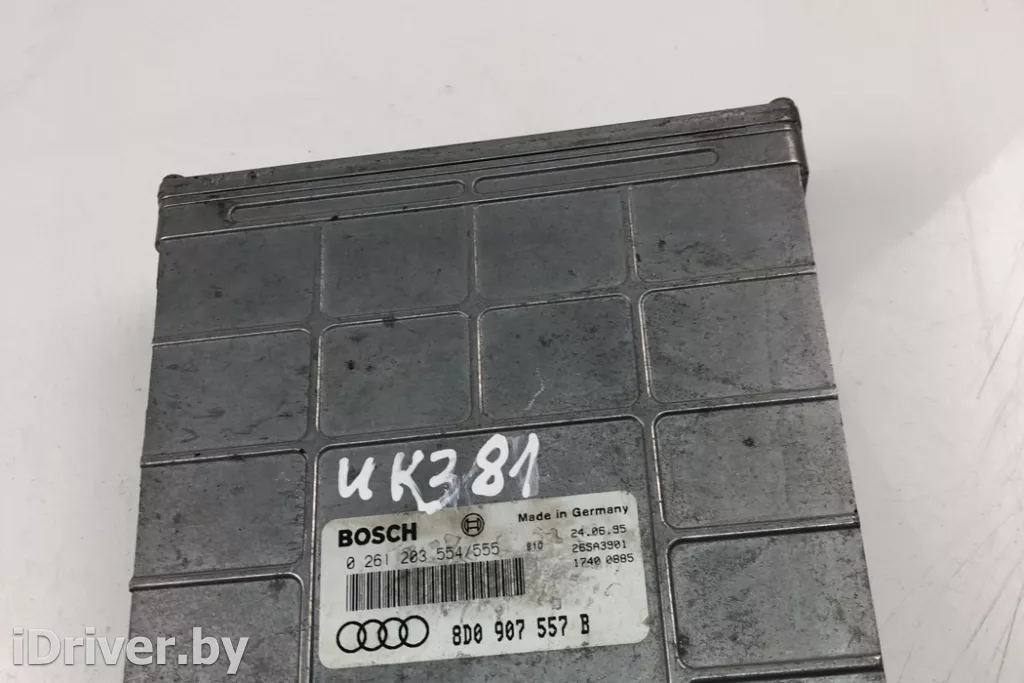 UK381
BOSCH Made in Germany
0 261 203 554/555 B10 24.06.95
26SA3901
1740 0885
8D0 907 557 B
iDriver.by